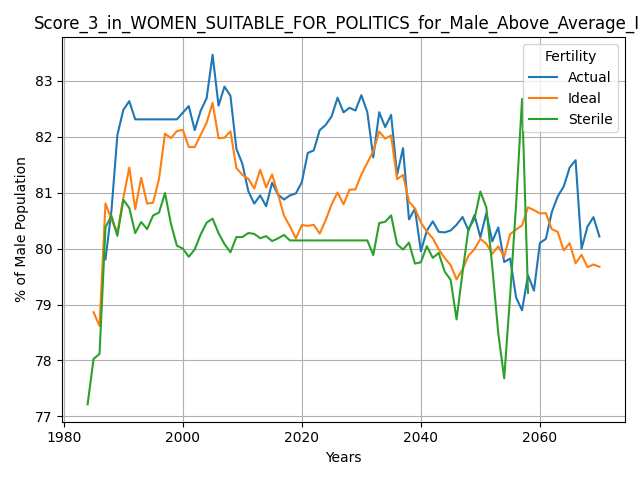 Score_3_in_WOMEN_SUITABLE_FOR_POLITICS_for_Male_Above_Average_I
Fertility
Actual
Ideal
Sterile
% of Male Population
83
82
81
80
79
78
77
1980
2000
2020
2040
2060
Years